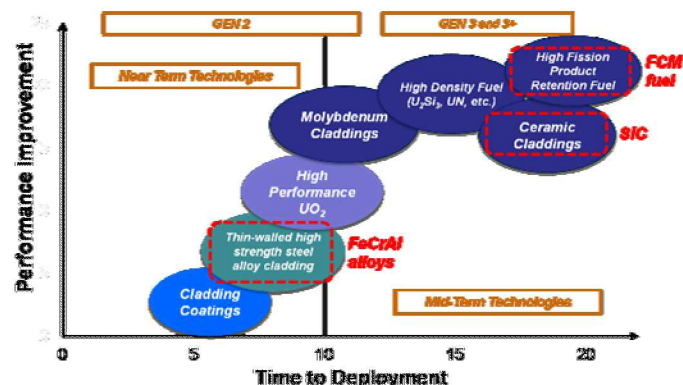 GEN 2
GEN 3 and 3+
Near Term Technologies
High Fission
Product
Retention Fuel
FCM
fuel
High Density Fuel
(U3Si2, UN, etc.)
Molybdenum
Claddings
Ceramic
Claddings
SiC
High
Performance
UO2
Thin-walled high
strength steel
alloy cladding
FeCrAl
alloys
Cladding
Coatings
Mid-Term Technologies
Performance Improvement
0
5
10
15
20
Time to Deployment